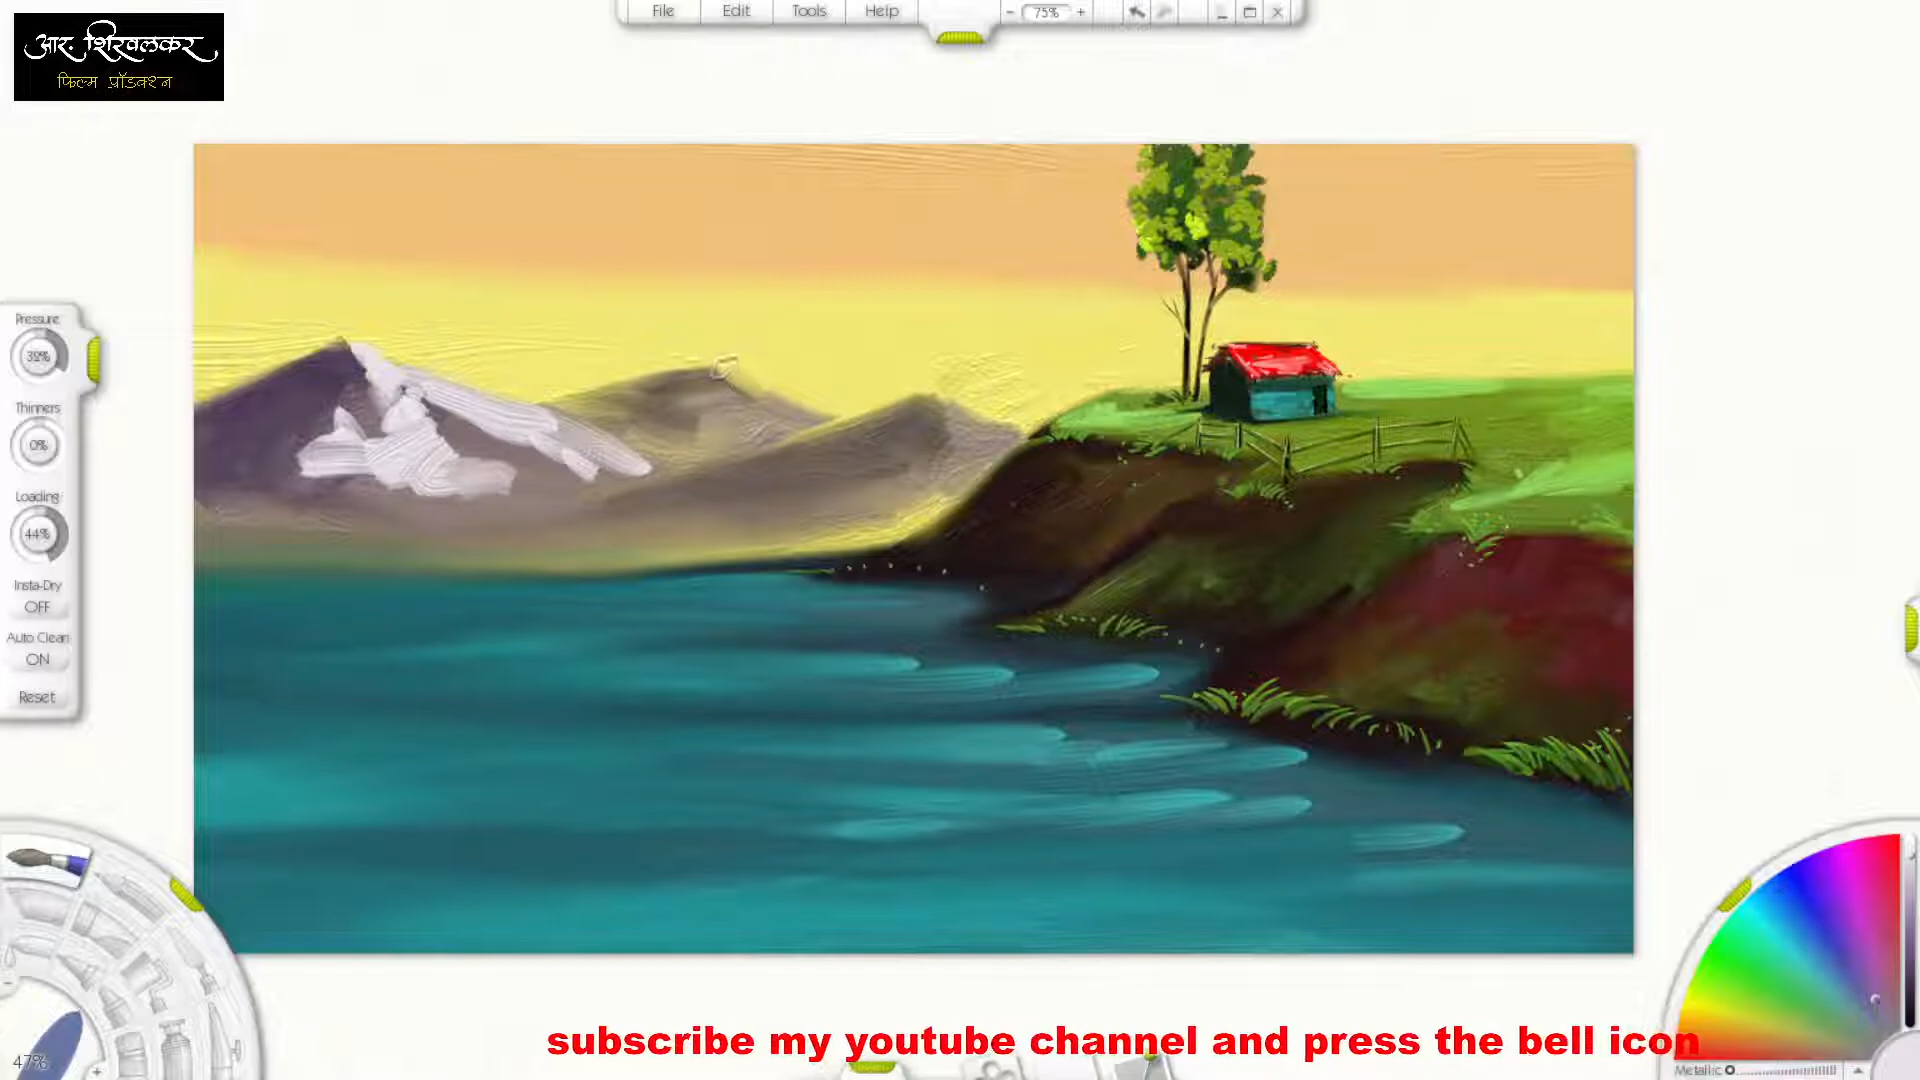 File Edit Tools Help - 75% +
आर. शिरवलकर
फिल्म प्रॉडक्शन
Pressure
39%
Thinners
0%
Loading
44%
Insta-Dry
OFF
Auto Clean
ON
Reset
47%
subscribe my youtube channel and press the bell icon
Metallic